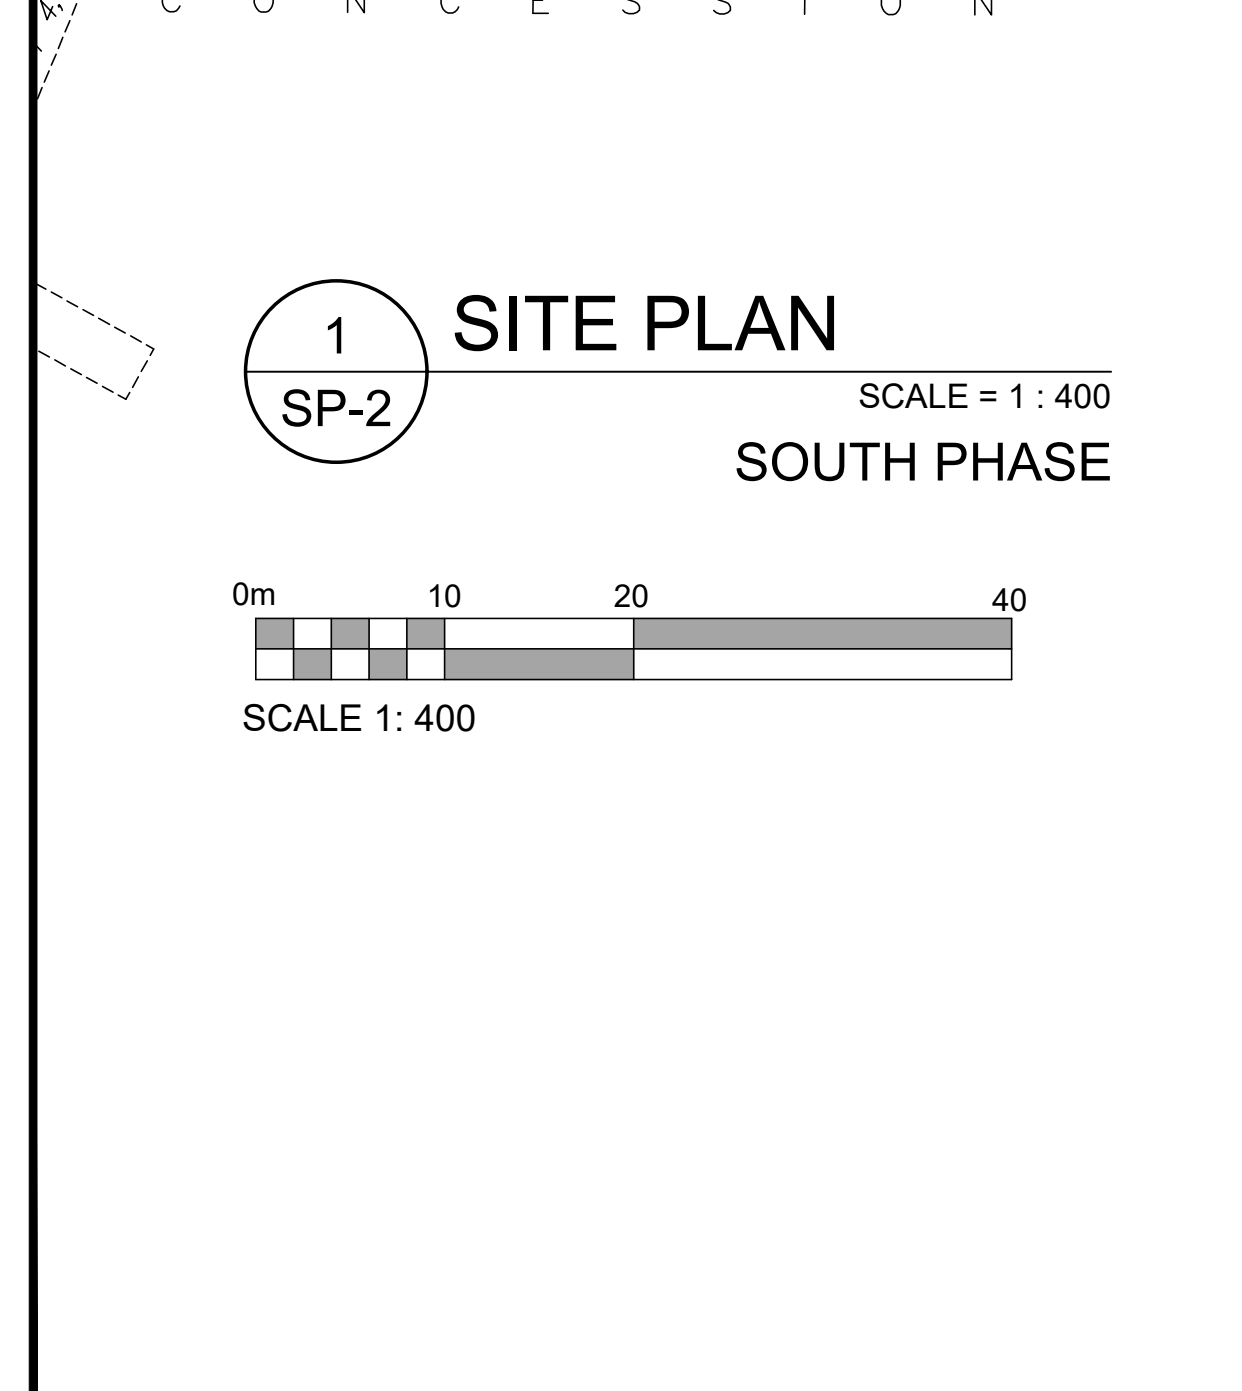 C O N C E S S I O N
1
SITE PLAN
SP-2
SCALE = 1 : 400
SOUTH PHASE
0m 10 20 40
SCALE 1: 400